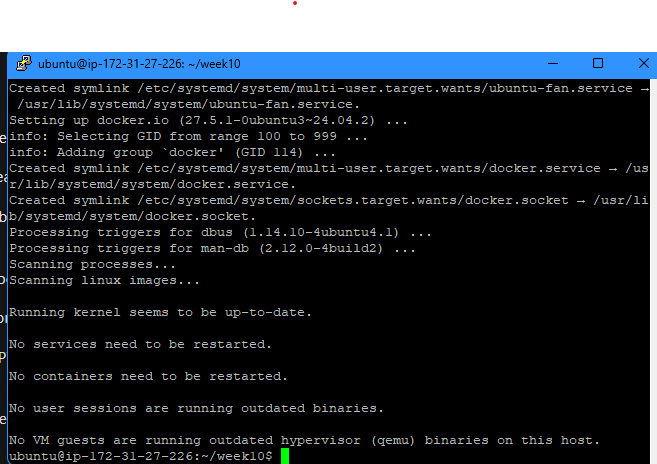 ubuntu@ip-172-31-27-226: ~/week10
Created symlink /etc/systemd/system/multi-user.target.wants/ubuntu-fan.service →
 /usr/lib/systemd/system/ubuntu-fan.service.
Setting up docker.io (27.5.1-0ubuntu3~24.04.2) ...
info: Selecting GID from range 100 to 999 ...
info: Adding group `docker' (GID 114) ...
Created symlink /etc/systemd/system/multi-user.target.wants/docker.service → /us
r/lib/systemd/system/docker.service.
Created symlink /etc/systemd/system/sockets.target.wants/docker.socket → /usr/li
b/systemd/system/docker.socket.
Processing triggers for dbus (1.14.10-4ubuntu4.1) ...
Processing triggers for man-db (2.12.0-4build2) ...
Scanning processes...
Scanning linux images...
Running kernel seems to be up-to-date.
No services need to be restarted.
No containers need to be restarted.
No user sessions are running outdated binaries.
No VM guests are running outdated hypervisor (qemu) binaries on this host.
ubuntu@ip-172-31-27-226:~/week10$